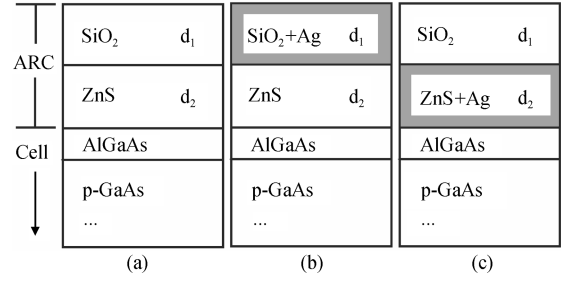 ARC
Cell
SiO₂ d₁
ZnS d₂
AlGaAs
p-GaAs
...
(a)
SiO₂+Ag d₁
ZnS d₂
AlGaAs
p-GaAs
...
(b)
SiO₂ d₁
ZnS+Ag d₂
AlGaAs
p-GaAs
...
(c)